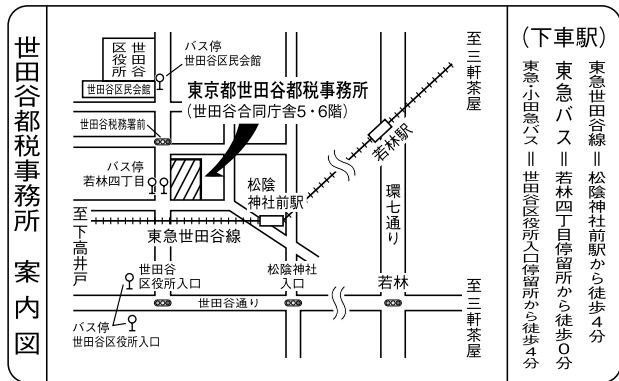 世田谷都税事務所　案内図
世田谷
区役所
世田谷区民会館
バス停
世田谷区民会館
東京都世田谷都税事務所
(世田谷合同庁舎5・6階)
世田谷税務署前
バス停
若林四丁目
松陰
神社前駅
若林駅
至三軒茶屋
至下高井戸
東急世田谷線
環七通り
世田谷
区役所入口
松陰神社
入口
若林
世田谷通り
バス停
世田谷区役所入口
至三軒茶屋
(下車駅)
東急世田谷線＝松陰神社前駅から徒歩4分
東急バス＝若林四丁目停留所から徒歩0分
東急・小田急バス＝世田谷区役所入口停留所から徒歩4分